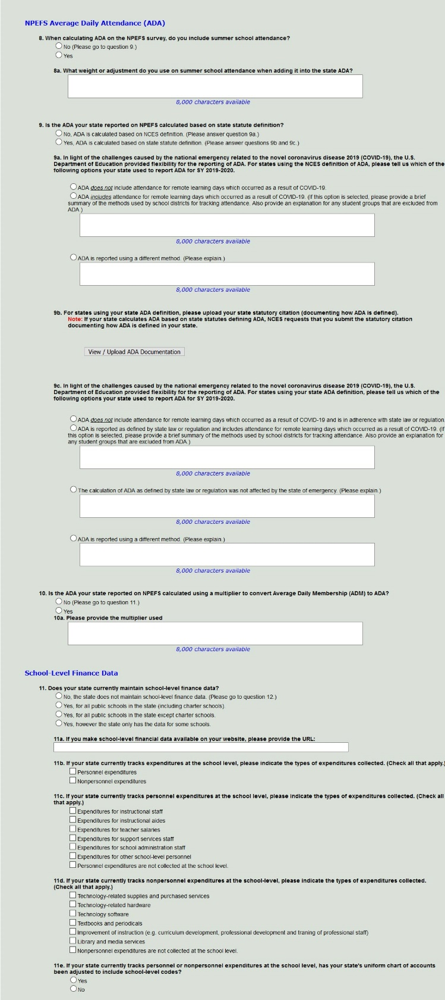 NPEFS Average Daily Attendance (ADA)
8. When calculating ADA on the NPEFS survey, do you include summer school attendance?
No (Please go to question 9.)
Yes
8a. What weight or adjustment do you use on summer school attendance when adding it into the state ADA?
8,000 characters available
9. Is the ADA your state reported on NPEFS calculated based on state statute definition?
No, ADA is calculated based on NCES definition. (Please answer question 9a.)
Yes, ADA is calculated based on state statute definition. (Please answer questions 9b and 9c.)
9a. In light of the challenges caused by the national emergency related to the novel coronavirus disease 2019 (COVID-19), the U.S.
Department of Education provided flexibility for the reporting of ADA. For states using the NCES definition of ADA, please tell us which of the
following options your state used to report ADA for SY 2019-2020.
ADA does not include attendance for remote learning days which occurred as a result of COVID-19.
ADA includes attendance for remote learning days which occurred as a result of COVID-19. (If this option is selected, please provide a brief
summary of the methods used by school districts for tracking attendance. Also provide an explanation for any student groups that are excluded from
ADA.)
8,000 characters available
ADA is reported using a different method. (Please explain.)
8,000 characters available
9b. For states using your state ADA definition, please upload your state statutory citation (documenting how ADA is defined).
Note: If your state calculates ADA based on state statutes defining ADA, NCES requests that you submit the statutory citation
documenting how ADA is defined in your state.
View / Upload ADA Documentation
9c. In light of the challenges caused by the national emergency related to the novel coronavirus disease 2019 (COVID-19), the U.S.
Department of Education provided flexibility for the reporting of ADA. For states using your state ADA definition, please tell us which of the
following options your state used to report ADA for SY 2019-2020.
ADA does not include attendance for remote learning days which occurred as a result of COVID-19 and is in adherence with state law or regulation.
ADA is reported as defined by state law or regulation and includes attendance for remote learning days which occurred as a result of COVID-19. (If
this option is selected, please provide a brief summary of the methods used by school districts for tracking attendance. Also provide an explanation for
any student groups that are excluded from ADA.)
8,000 characters available
The calculation of ADA as defined by state law or regulation was not affected by the state of emergency. (Please explain.)
8,000 characters available
ADA is reported using a different method. (Please explain.)
8,000 characters available
10. Is the ADA your state reported on NPEFS calculated using a multiplier to convert Average Daily Membership (ADM) to ADA?
No (Please go to question 11.)
Yes
10a. Please provide the multiplier used
8,000 characters available
School-Level Finance Data
11. Does your state currently maintain school-level finance data?
No, the state does not maintain school-level finance data. (Please go to question 12.)
Yes, for all public schools in the state (including charter schools).
Yes, for all public schools in the state except charter schools.
Yes, however the state only has the data for some schools.
11a. If you make school-level financial data available on your website, please provide the URL:
11b. If your state currently tracks expenditures at the school level, please indicate the types of expenditures collected. (Check all that apply.)
Personnel expenditures
Nonpersonnel expenditures
11c. If your state currently tracks personnel expenditures at the school level, please indicate the types of expenditures collected. (Check all
that apply.)
Expenditures for instructional staff
Expenditures for instructional aides
Expenditures for teacher salaries
Expenditures for support services staff
Expenditures for school administration staff
Expenditures for other school-level personnel
Personnel expenditures are not collected at the school level.
11d. If your state currently tracks nonpersonnel expenditures at the school-level, please indicate the types of expenditures collected.
(Check all that apply.)
Technology-related supplies and purchased services
Technology-related hardware
Technology software
Textbooks and periodicals
Improvement of instruction (e.g. curriculum development, professional development and traning of professional staff)
Library and media services
Nonpersonnel expenditures are not collected at the school level.
11e. If your state currently tracks personnel or nonpersonnel expenditures at the school level, has your state's uniform chart of accounts
been adjusted to include school-level codes?
Yes
No